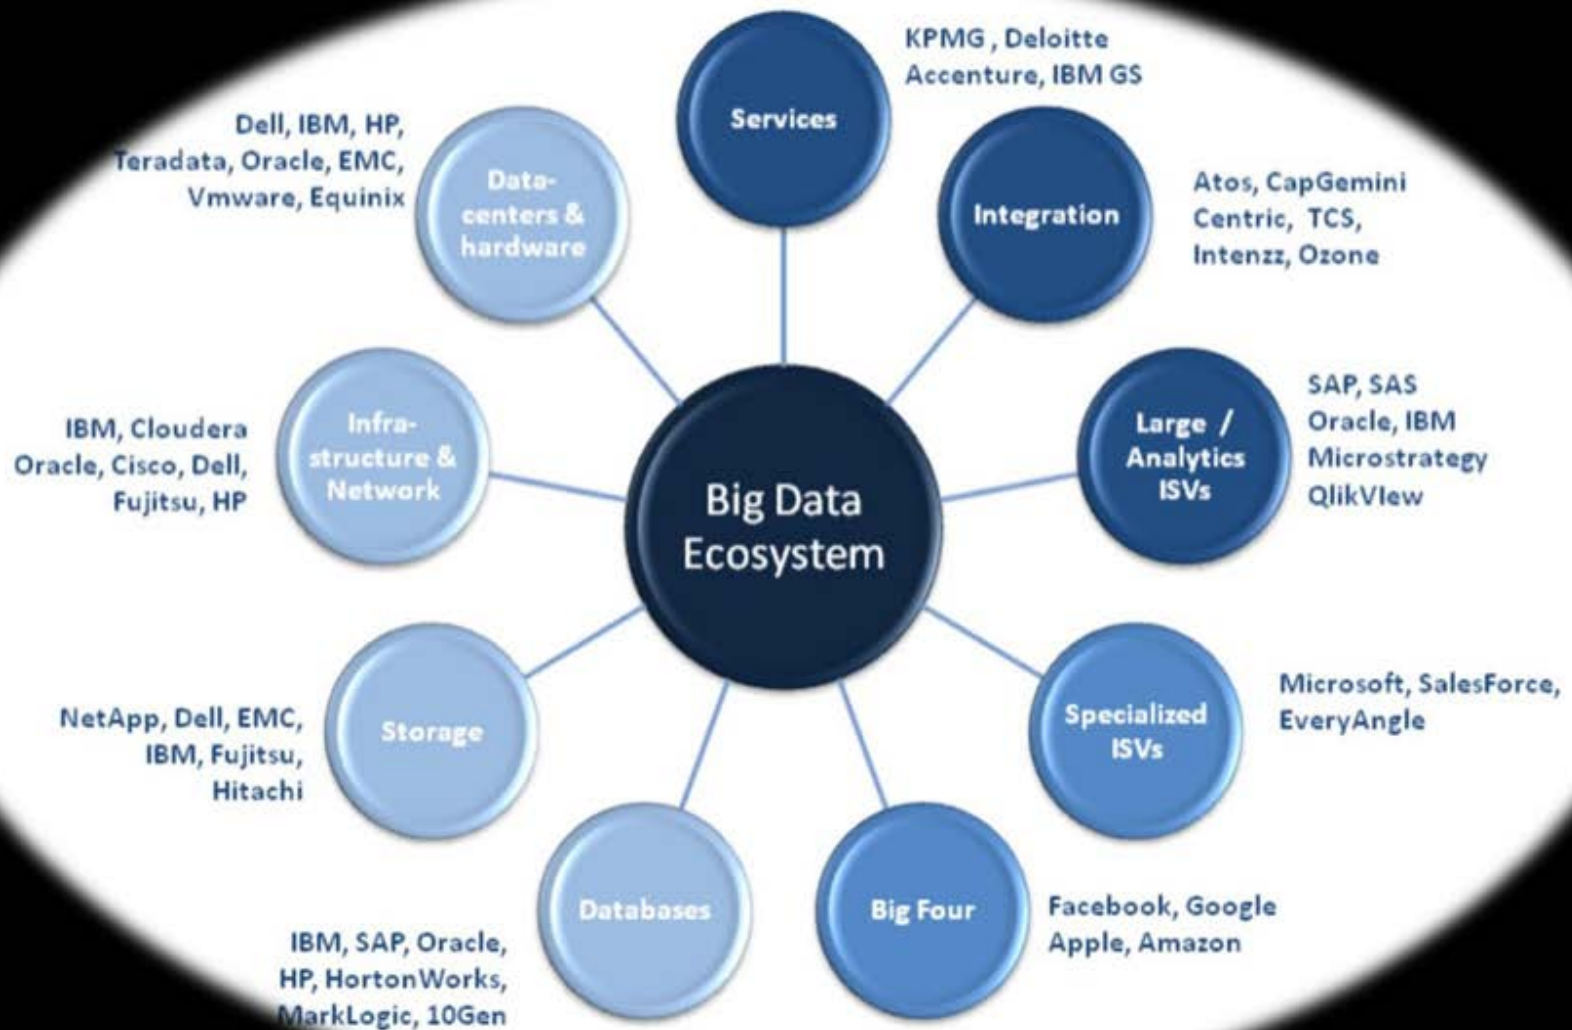 Services
KPMG , Deloitte
Accenture, IBM GS
Integration
Atos, CapGemini
Centric, TCS,
Intenzz, Ozone
Large /
Analytics
ISVs
SAP, SAS
Oracle, IBM
Microstrategy
QlikVIew
Specialized
ISVs
Microsoft, SalesForce,
EveryAngle
Big Four
Facebook, Google
Apple, Amazon
Databases
IBM, SAP, Oracle,
HP, HortonWorks,
MarkLogic, 10Gen
Storage
NetApp, Dell, EMC,
IBM, Fujitsu,
Hitachi
Infra-
structure &
Network
IBM, Cloudera
Oracle, Cisco, Dell,
Fujitsu, HP
Data-
centers &
hardware
Dell, IBM, HP,
Teradata, Oracle, EMC,
Vmware, Equinix
Big Data
Ecosystem